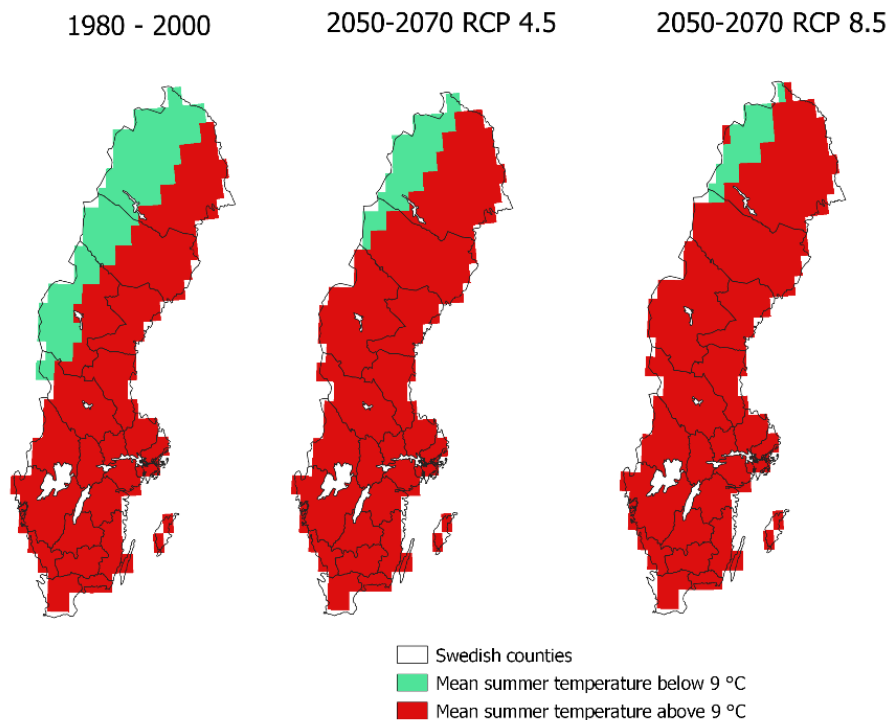 1980 - 2000
2050-2070 RCP 4.5
2050-2070 RCP 8.5
Swedish counties
Mean summer temperature below 9 °C
Mean summer temperature above 9 °C